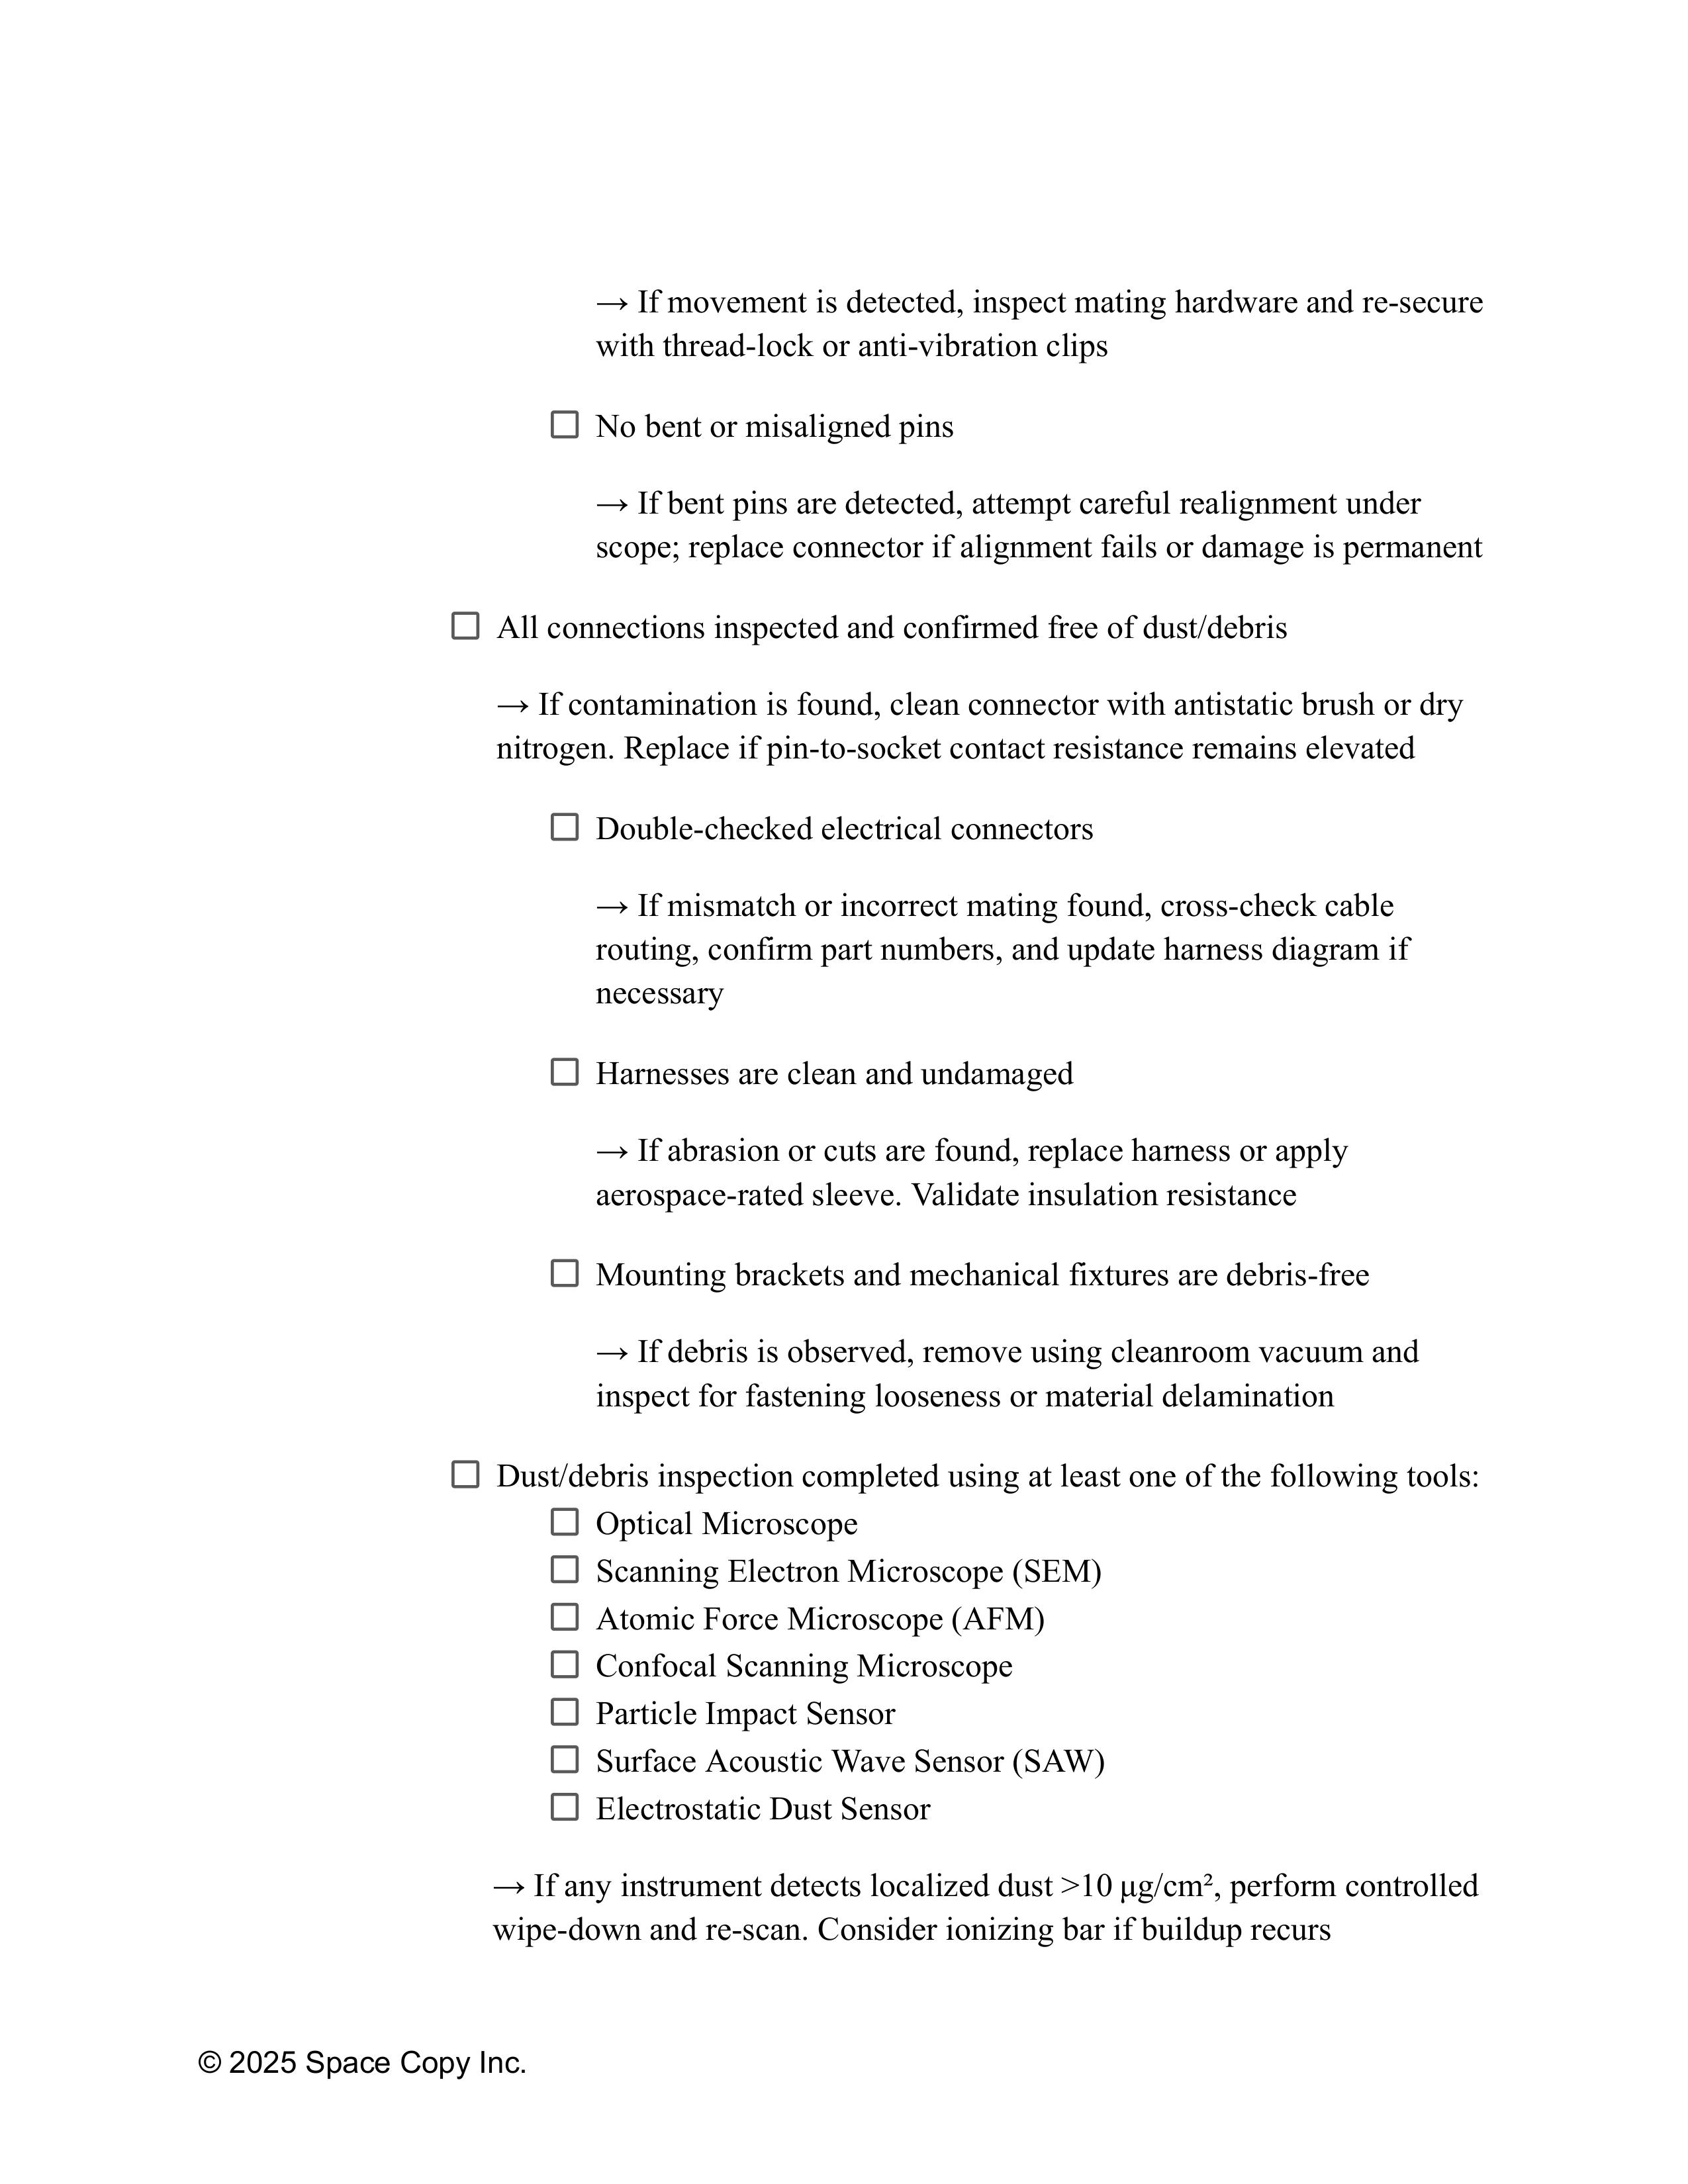 → If movement is detected, inspect mating hardware and re-secure
with thread-lock or anti-vibration clips
☐ No bent or misaligned pins
→ If bent pins are detected, attempt careful realignment under
scope; replace connector if alignment fails or damage is permanent
☐ All connections inspected and confirmed free of dust/debris
→ If contamination is found, clean connector with antistatic brush or dry
nitrogen. Replace if pin-to-socket contact resistance remains elevated
☐ Double-checked electrical connectors
→ If mismatch or incorrect mating found, cross-check cable
routing, confirm part numbers, and update harness diagram if
necessary
☐ Harnesses are clean and undamaged
→ If abrasion or cuts are found, replace harness or apply
aerospace-rated sleeve. Validate insulation resistance
☐ Mounting brackets and mechanical fixtures are debris-free
→ If debris is observed, remove using cleanroom vacuum and
inspect for fastening looseness or material delamination
☐ Dust/debris inspection completed using at least one of the following tools:
☐ Optical Microscope
☐ Scanning Electron Microscope (SEM)
☐ Atomic Force Microscope (AFM)
☐ Confocal Scanning Microscope
☐ Particle Impact Sensor
☐ Surface Acoustic Wave Sensor (SAW)
☐ Electrostatic Dust Sensor
→ If any instrument detects localized dust >10 µg/cm², perform controlled
wipe-down and re-scan. Consider ionizing bar if buildup recurs
© 2025 Space Copy Inc.